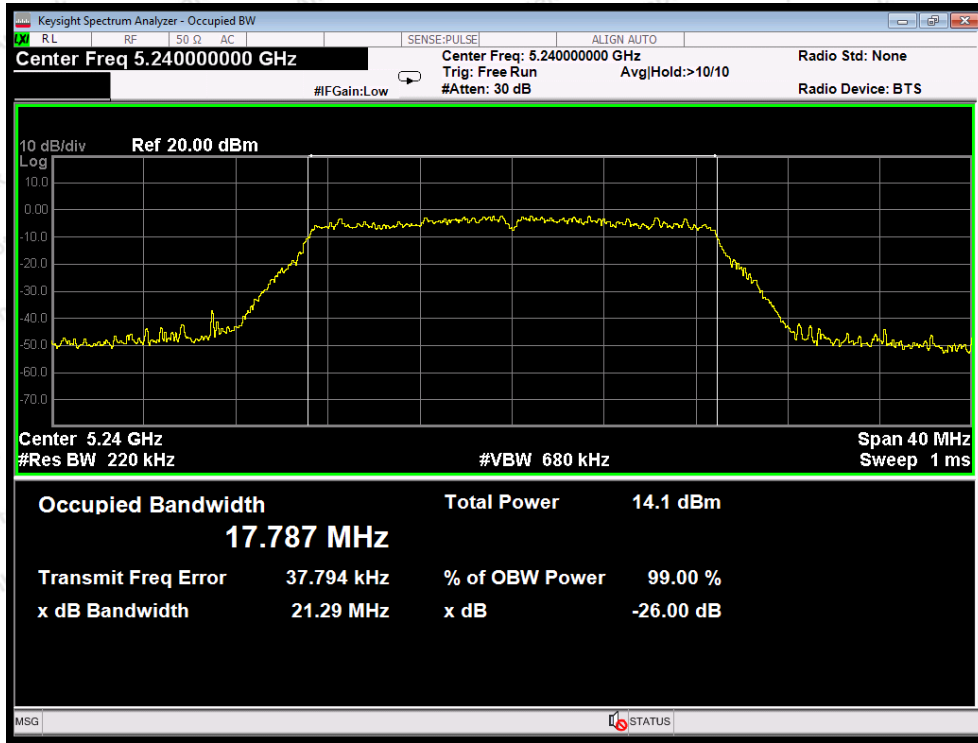 Keysight Spectrum Analyzer - Occupied BW
LXI RL RF 50 Ω AC SENSE:PULSE ALIGN AUTO
Center Freq 5.240000000 GHz
Center Freq: 5.240000000 GHz Radio Std: None
Trig: Free Run Avg|Hold:>10/10
#IFGain:Low #Atten: 30 dB Radio Device: BTS
10 dB/div Ref 20.00 dBm
Log
10.0
0.00
-10.0
-20.0
-30.0
-40.0
-50.0
-60.0
-70.0
Center 5.24 GHz Span 40 MHz
#Res BW 220 kHz #VBW 680 kHz Sweep 1 ms
Occupied Bandwidth Total Power 14.1 dBm
17.787 MHz
Transmit Freq Error 37.794 kHz % of OBW Power 99.00 %
x dB Bandwidth 21.29 MHz x dB -26.00 dB
MSG STATUS